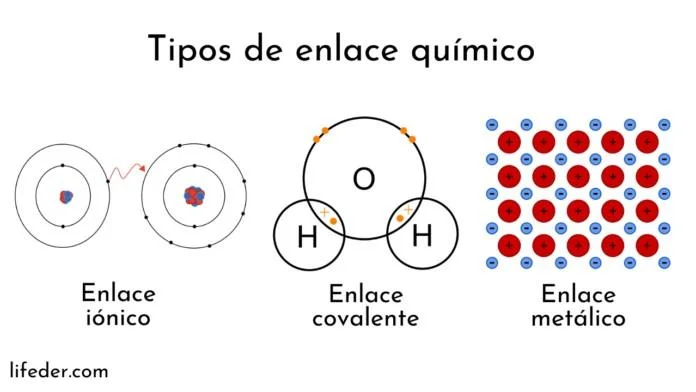 Tipos de enlace químico
O
H
H
Enlace
iónico
Enlace
covalente
Enlace
metálico
lifeder.com